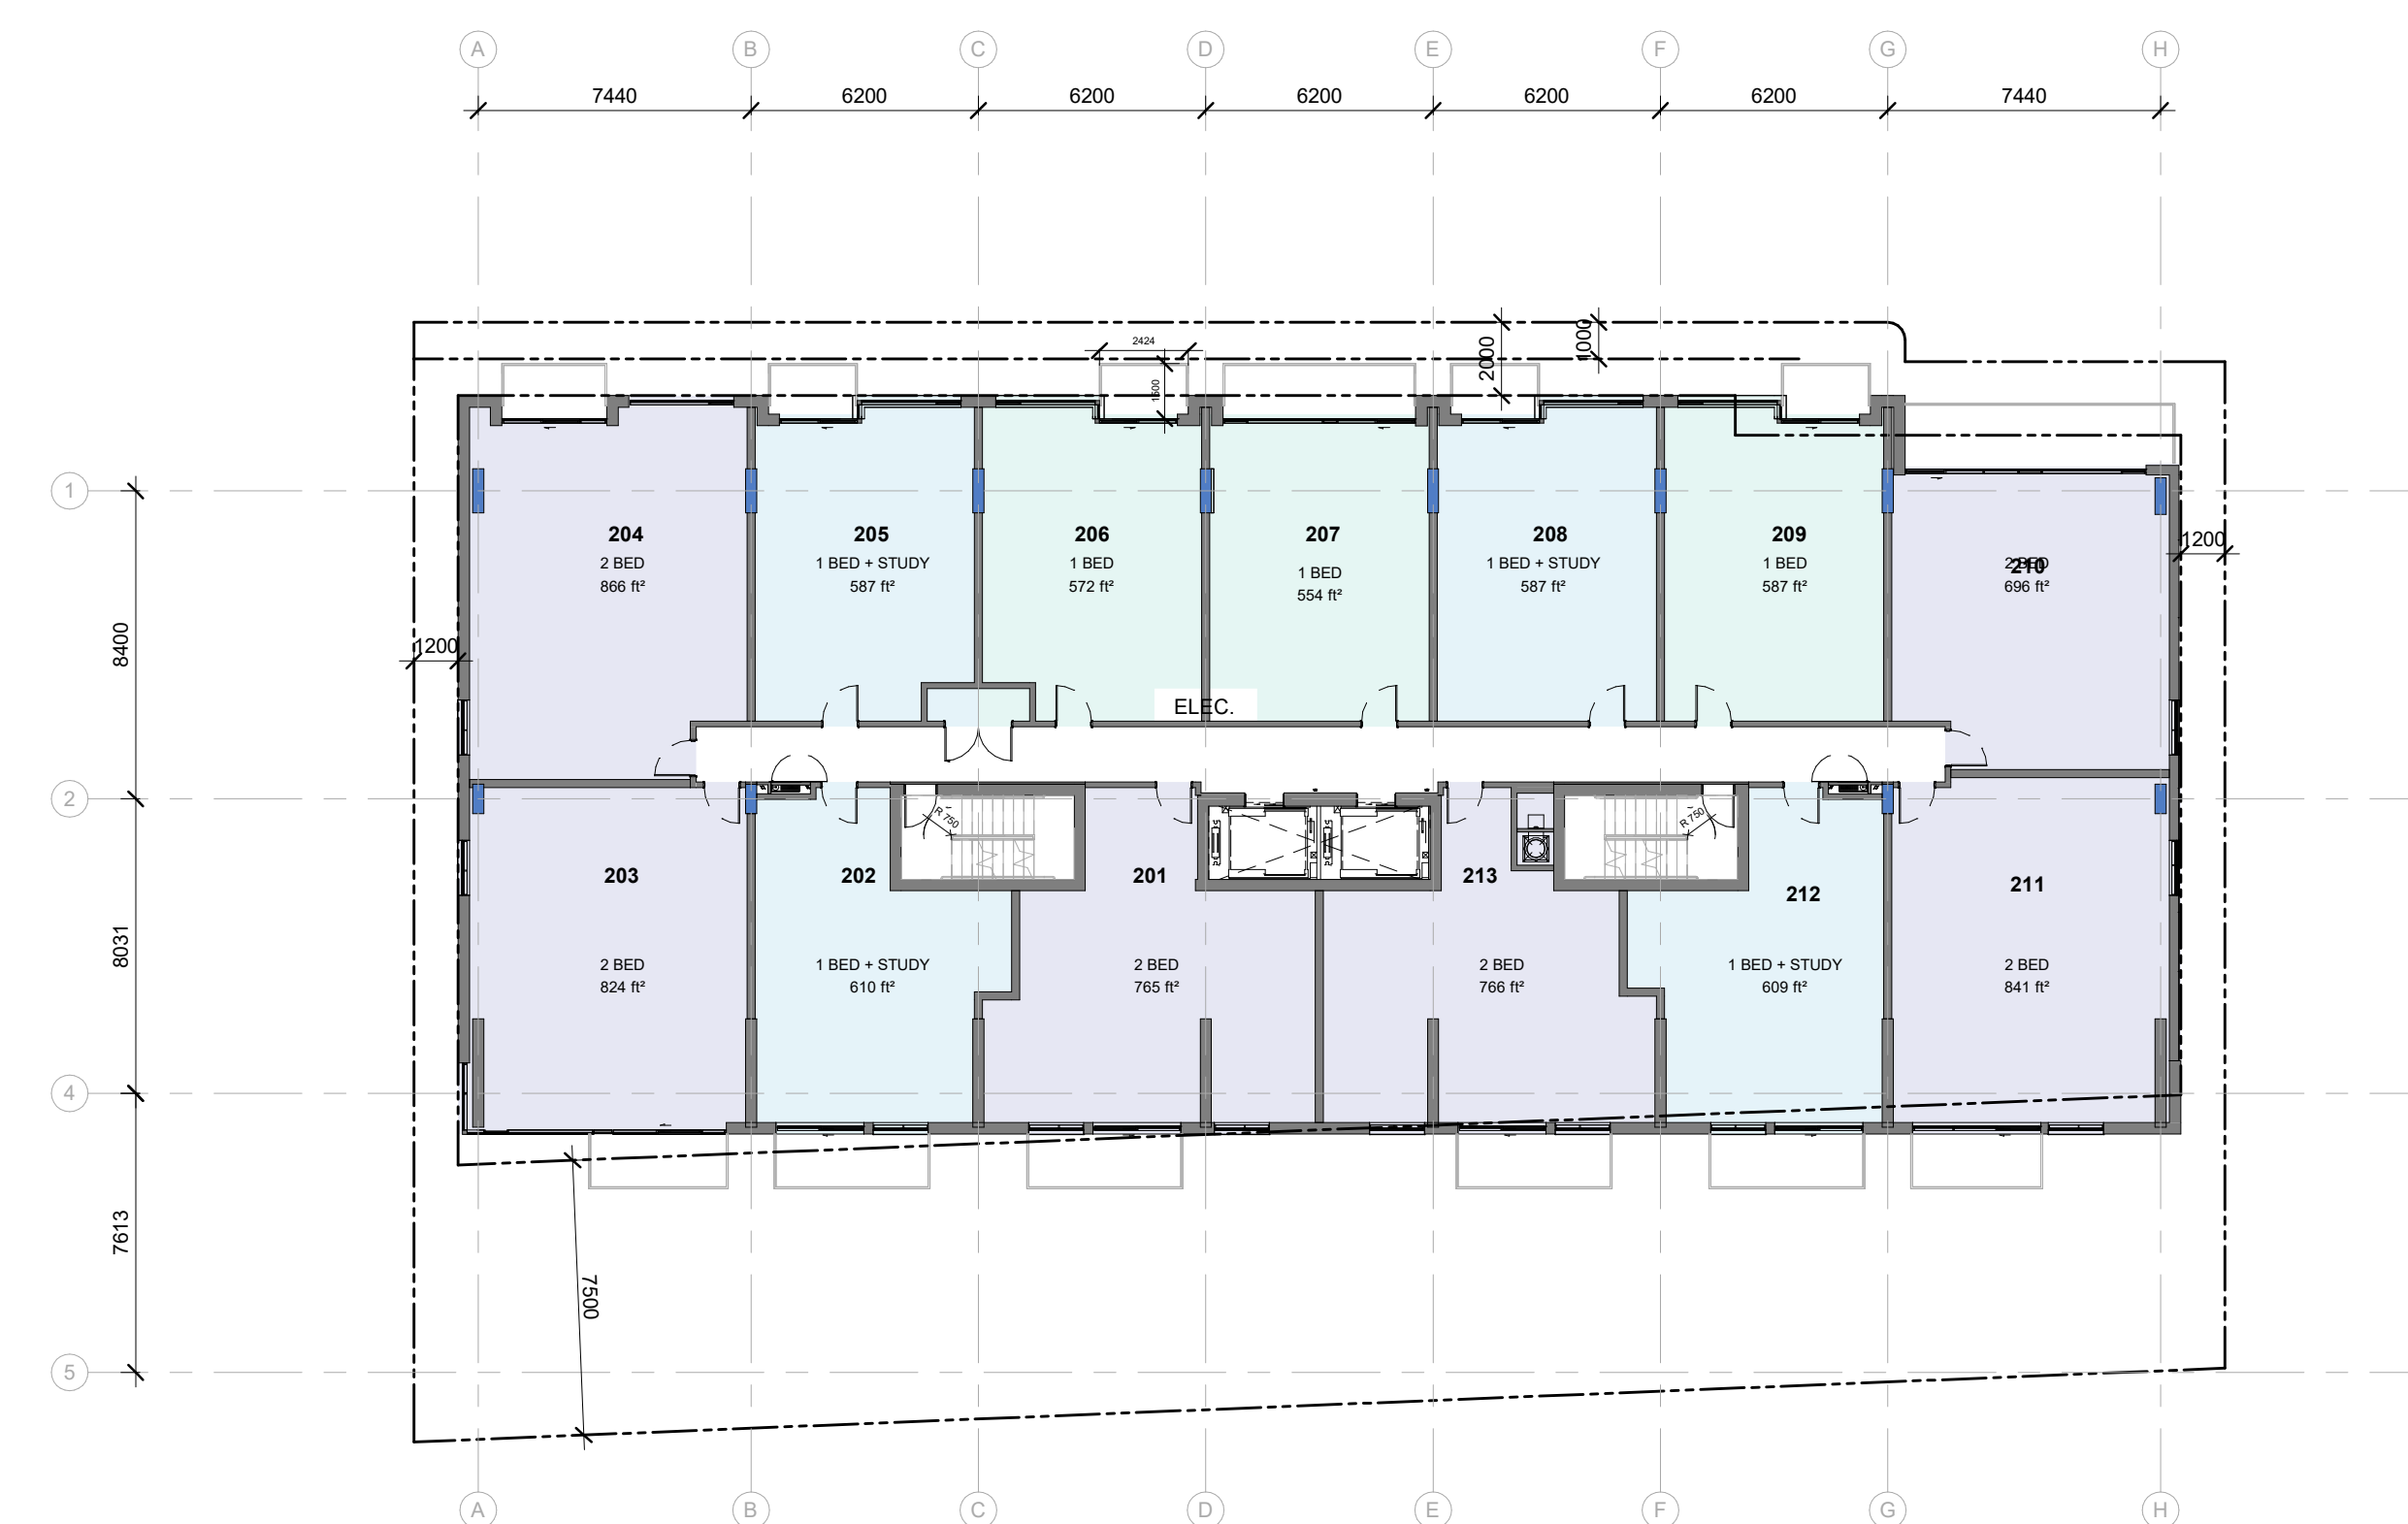 A B C D E F G H
7440 6200 6200 6200 6200 6200 7440
2000
1000
2424
1600
1
204
2 BED
866 ft²
205
1 BED + STUDY
587 ft²
206
1 BED
572 ft²
207
1 BED
554 ft²
208
1 BED + STUDY
587 ft²
209
1 BED
587 ft²
210
2 BED
696 ft²
1200
1200
8400
ELEC.
2
R 750
R 750
203
2 BED
824 ft²
202
1 BED + STUDY
610 ft²
201
2 BED
765 ft²
213
2 BED
766 ft²
212
1 BED + STUDY
609 ft²
211
2 BED
841 ft²
8031
4
7613
7500
5
A B C D E F G H